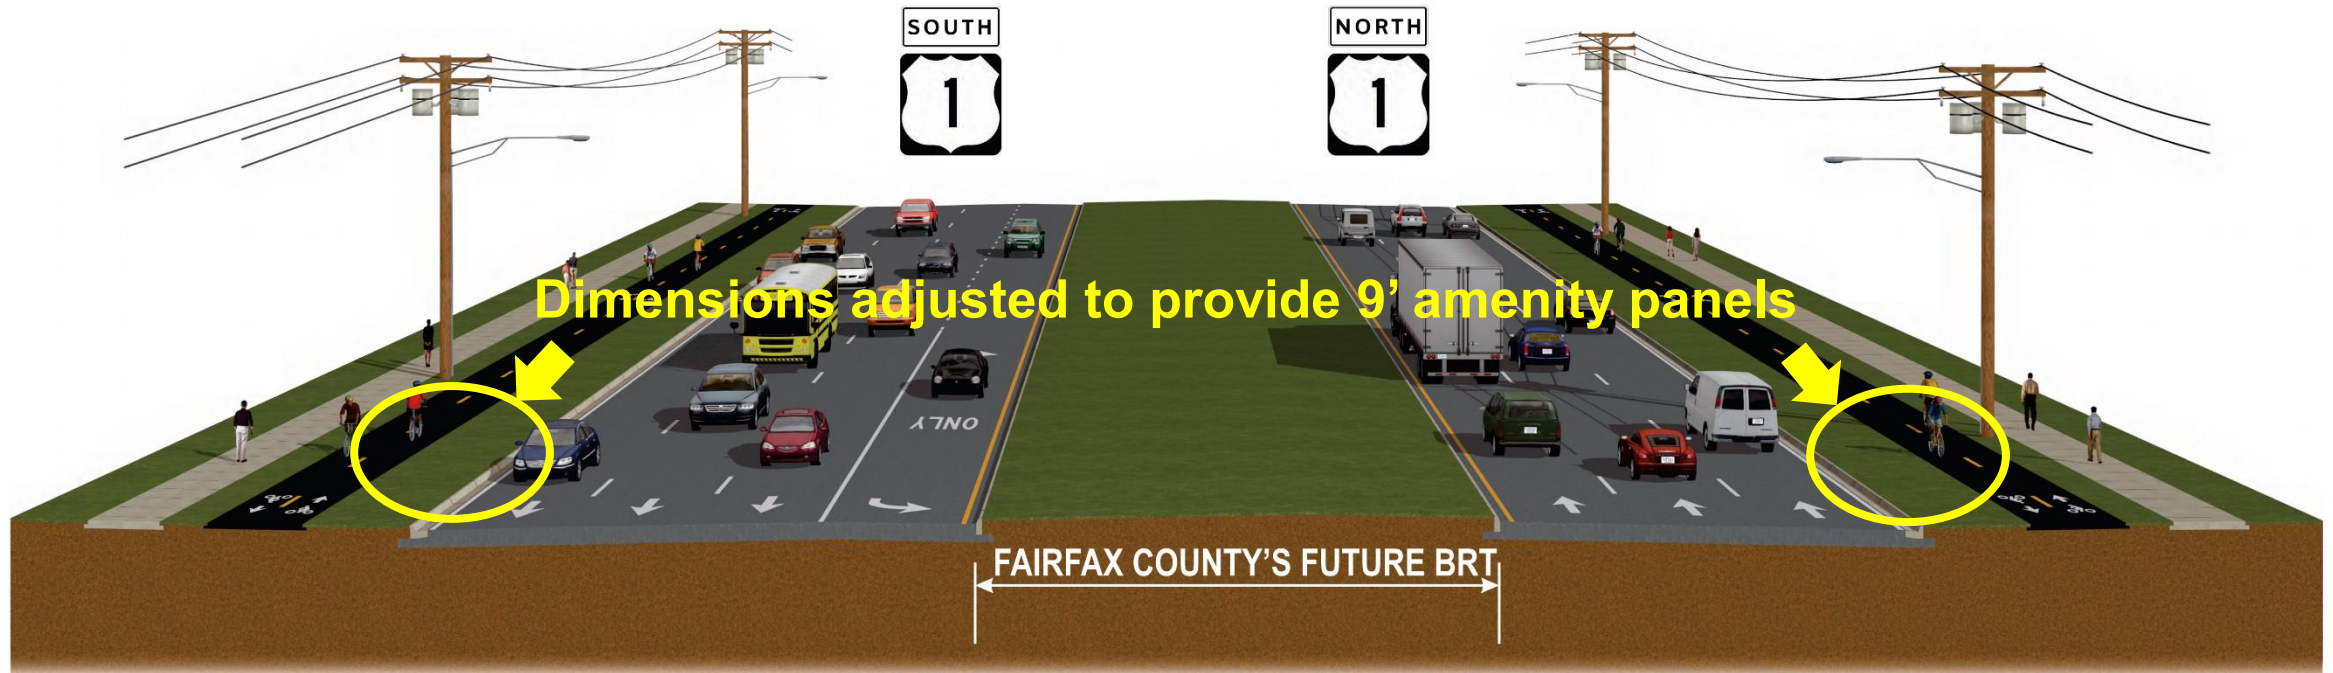 SOUTH
1
NORTH
1
Dimensions adjusted to provide 9’ amenity panels
ONLY
FAIRFAX COUNTY’S FUTURE BRT